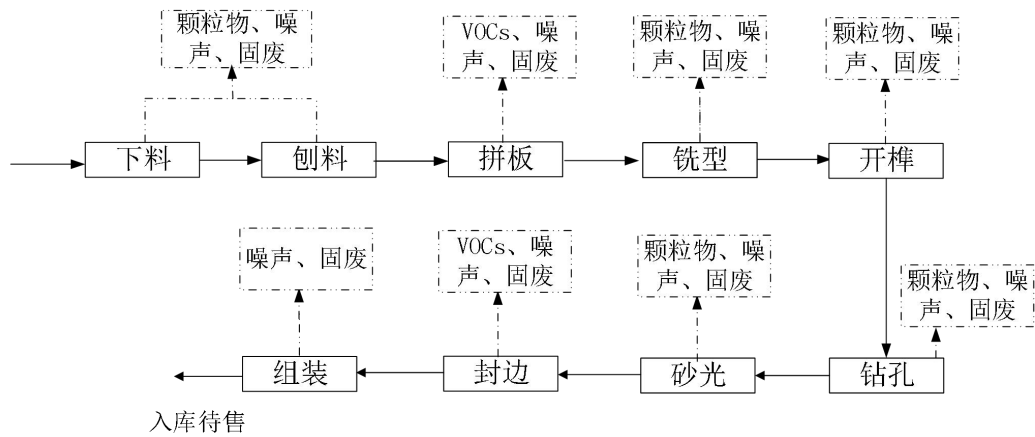 颗粒物、噪
声、固废
VOCs、噪
声、固废
颗粒物、噪
声、固废
颗粒物、噪
声、固废
下料
刨料
拼板
铣型
开榫
噪声、固废
VOCs、噪
声、固废
颗粒物、噪
声、固废
颗粒物、噪
声、固废
组装
封边
砂光
钻孔
入库待售